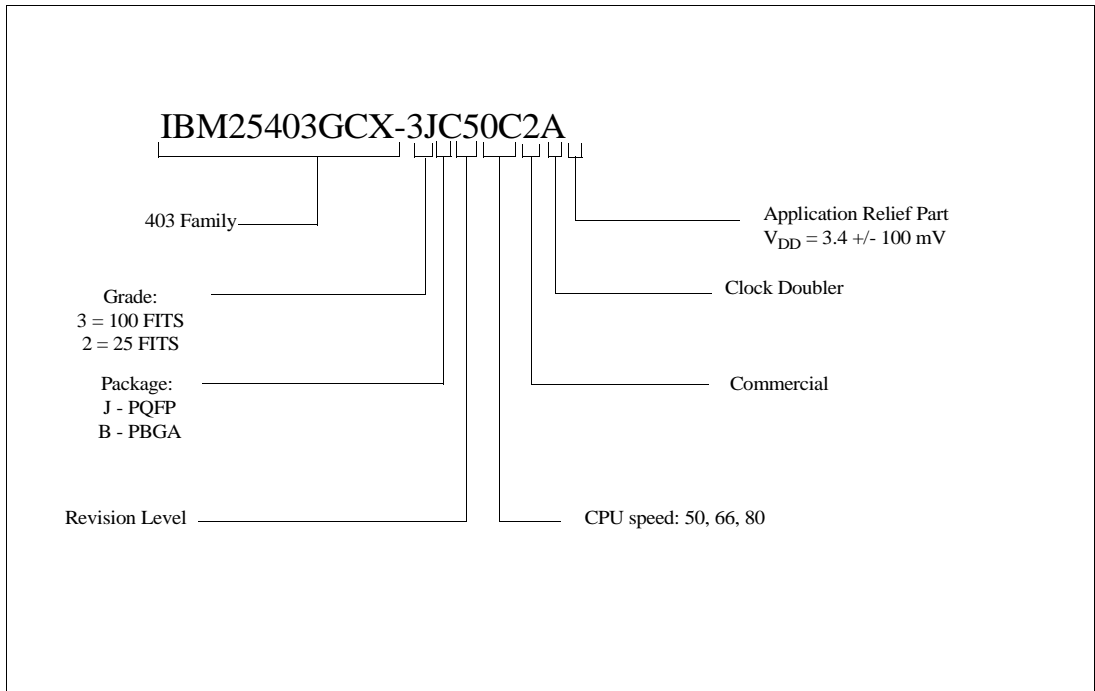 IBM25403GCX-3JC50C2A
403 Family
Application Relief Part
VDD = 3.4 +/- 100 mV
Grade:
3 = 100 FITS
2 = 25 FITS
Clock Doubler
Package:
J - PQFP
B - PBGA
Commercial
Revision Level
CPU speed: 50, 66, 80